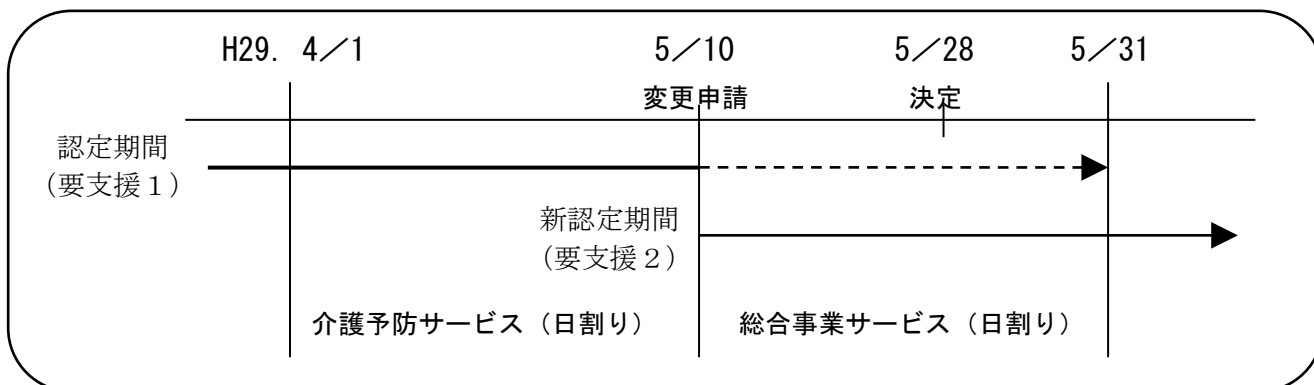 H29. 4／1 5／10 5／28 5／31
変更申請 決定
認定期間
（要支援１）
新認定期間
（要支援２）
介護予防サービス（日割り） 総合事業サービス（日割り）